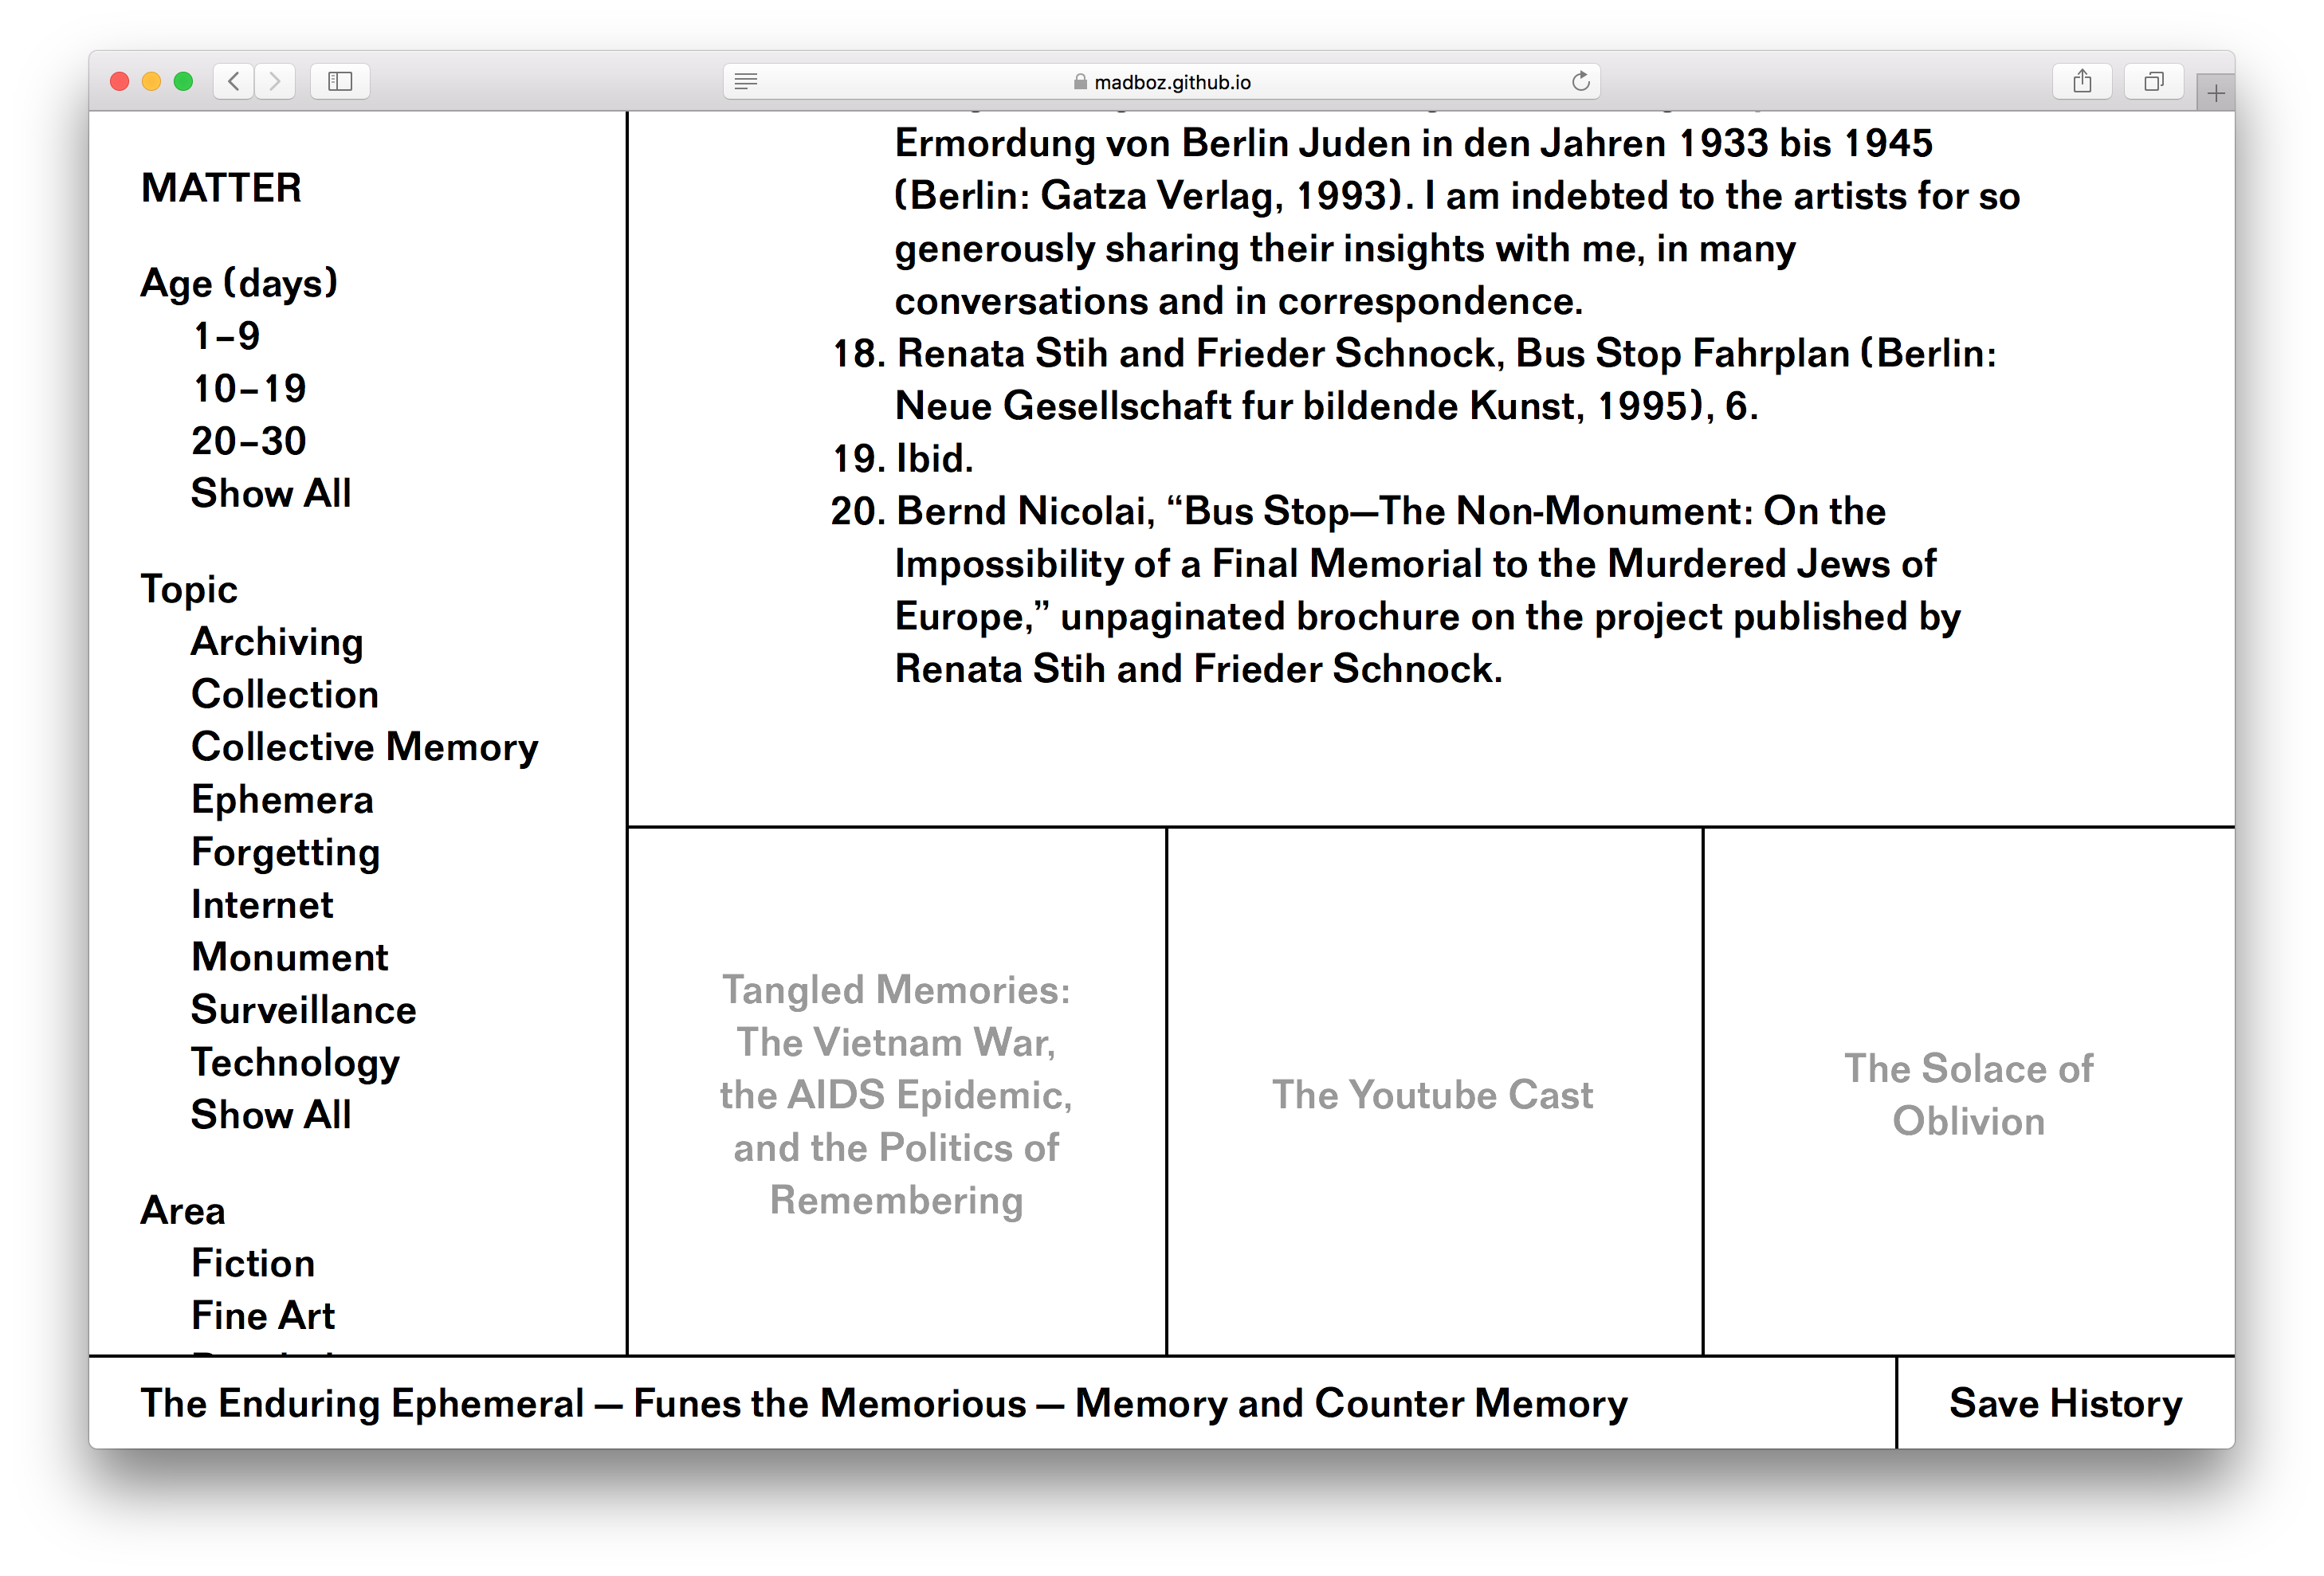 madboz.github.io
MATTER
Age (days)
1–9
10–19
20–30
Show All
Topic
Archiving
Collection
Collective Memory
Ephemera
Forgetting
Internet
Monument
Surveillance
Technology
Show All
Area
Fiction
Fine Art
Ermordung von Berlin Juden in den Jahren 1933 bis 1945
(Berlin: Gatza Verlag, 1993). I am indebted to the artists for so
generously sharing their insights with me, in many
conversations and in correspondence.
18. Renata Stih and Frieder Schnock, Bus Stop Fahrplan (Berlin:
Neue Gesellschaft fur bildende Kunst, 1995), 6.
19. Ibid.
20. Bernd Nicolai, “Bus Stop—The Non-Monument: On the
Impossibility of a Final Memorial to the Murdered Jews of
Europe,” unpaginated brochure on the project published by
Renata Stih and Frieder Schnock.
Tangled Memories:
The Vietnam War,
the AIDS Epidemic,
and the Politics of
Remembering
The Youtube Cast
The Solace of
Oblivion
The Enduring Ephemeral — Funes the Memorious — Memory and Counter Memory
Save History